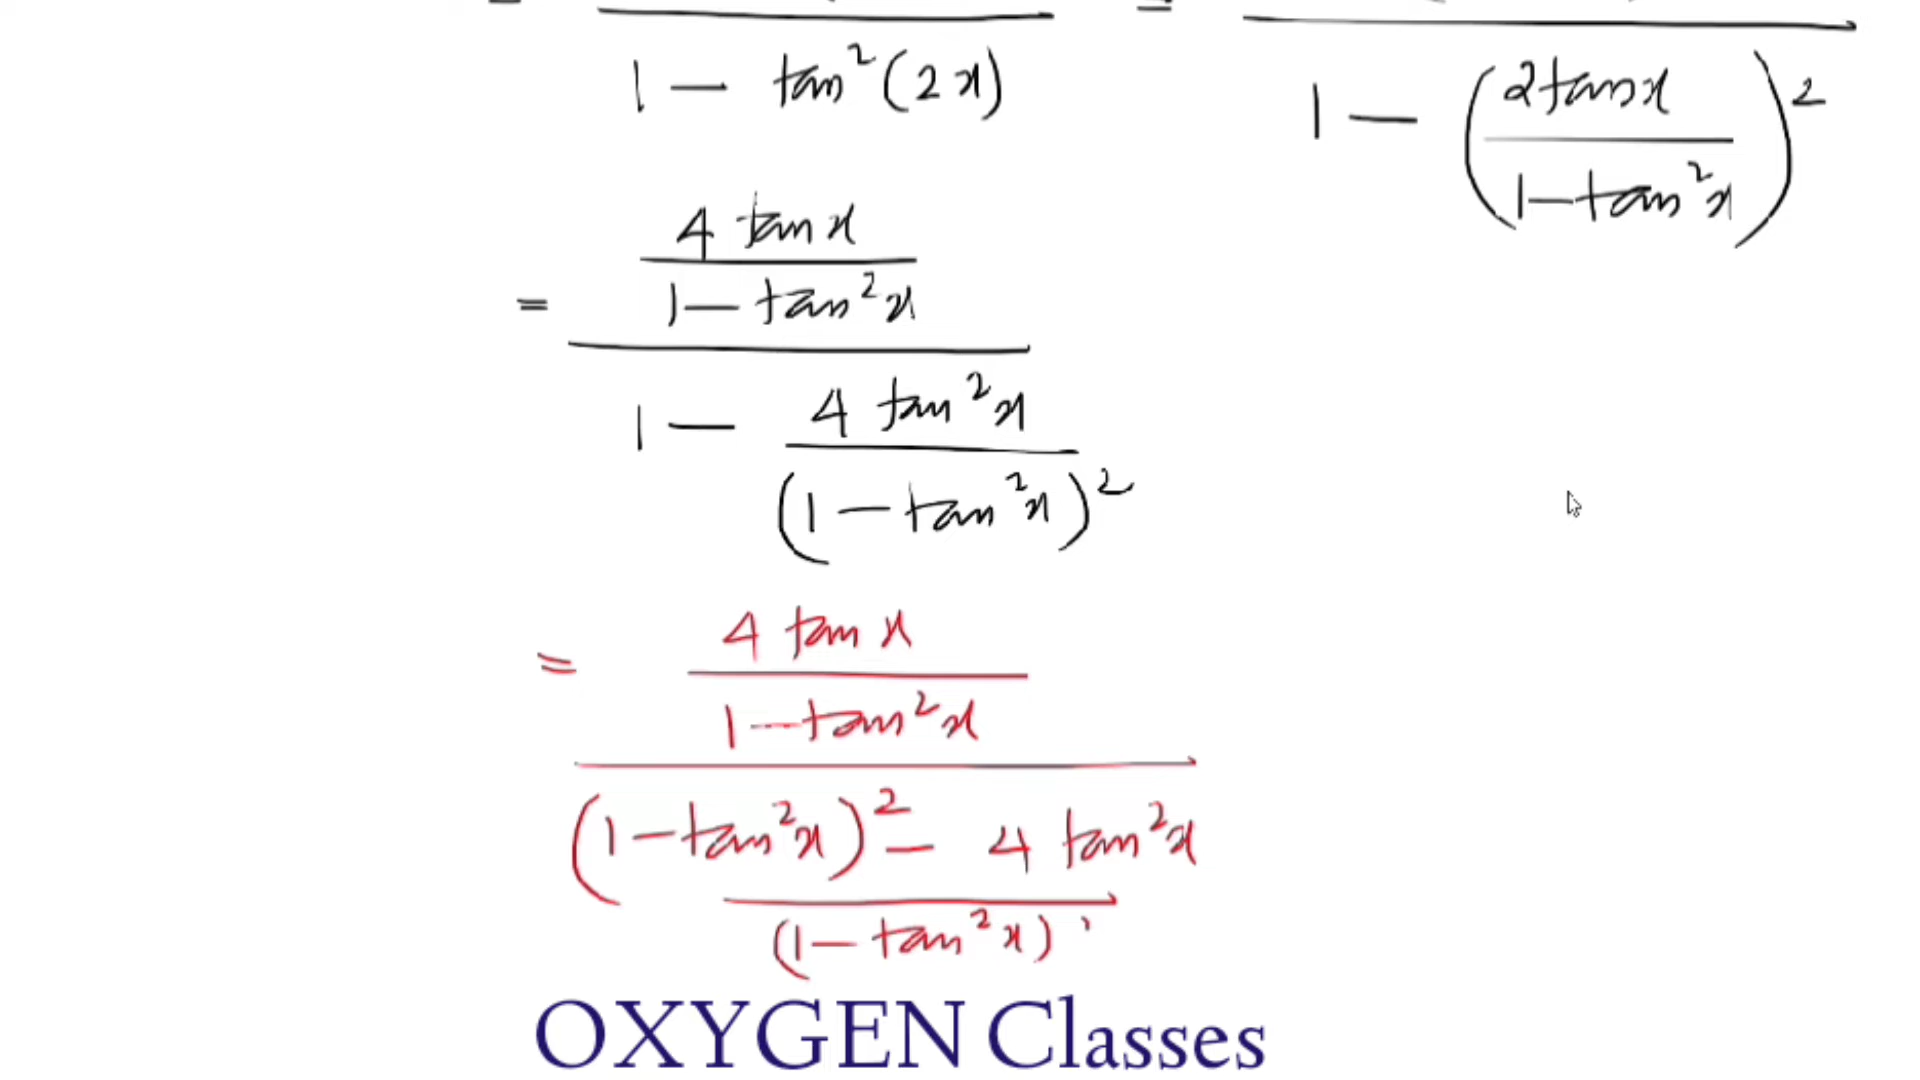 = 1 - tan²(2x) = 1 - (2tanx / 1-tan²x)²
= 4 tan x
1 - tan²x
1 - 4 tan²x
(1 - tan²x)²
= 4 tan x
1 - tan²x
(1 - tan²x)² - 4 tan²x
(1 - tan²x)
OXYGEN Classes